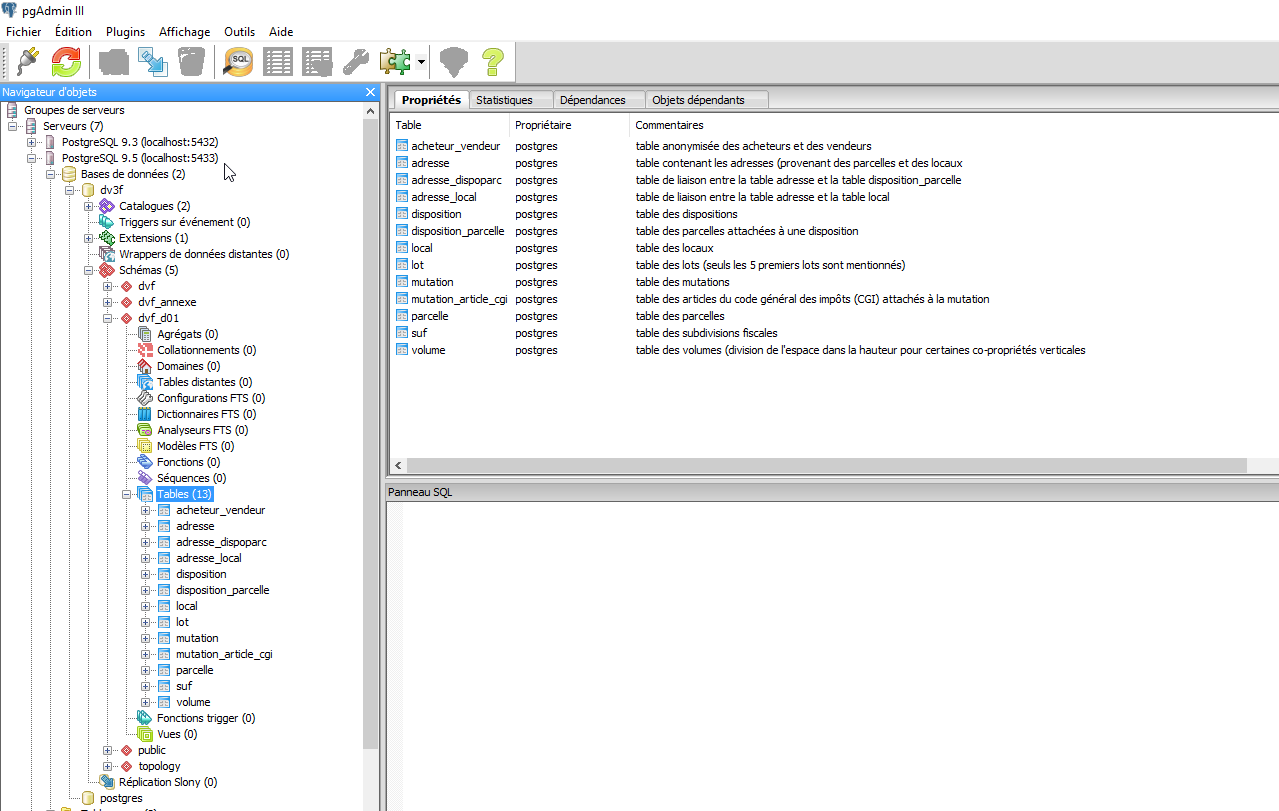 pgAdmin III
Fichier Édition Plugins Affichage Outils Aide
SQL
Navigateur d'objets
Groupes de serveurs
Serveurs (7)
PostgreSQL 9.3 (localhost:5432)
PostgreSQL 9.5 (localhost:5433)
Bases de données (2)
dv3f
Catalogues (2)
Triggers sur événement (0)
Extensions (1)
Wrappers de données distantes (0)
Schémas (5)
dvf
dvf_annexe
dvf_d01
Agrégats (0)
Collationnements (0)
Domaines (0)
Tables distantes (0)
Configurations FTS (0)
Dictionnaires FTS (0)
Analyseurs FTS (0)
Modèles FTS (0)
Fonctions (0)
Séquences (0)
Tables (13)
acheteur_vendeur
adresse
adresse_dispoparc
adresse_local
disposition
disposition_parcelle
local
lot
mutation
mutation_article_cgi
parcelle
suf
volume
Fonctions trigger (0)
Vues (0)
public
topology
Réplication Slony (0)
postgres
Propriétés Statistiques Dépendances Objets dépendants
Table Propriétaire Commentaires
acheteur_vendeur postgres table anonymisée des acheteurs et des vendeurs
adresse postgres table contenant les adresses (provenant des parcelles et des locaux
adresse_dispoparc postgres table de liaison entre la table adresse et la table disposition_parcelle
adresse_local postgres table de liaison entre la table adresse et la table local
disposition postgres table des dispositions
disposition_parcelle postgres table des parcelles attachées à une disposition
local postgres table des locaux
lot postgres table des lots (seuls les 5 premiers lots sont mentionnés)
mutation postgres table des mutations
mutation_article_cgi postgres table des articles du code général des impôts (CGI) attachés à la mutation
parcelle postgres table des parcelles
suf postgres table des subdivisions fiscales
volume postgres table des volumes (division de l'espace dans la hauteur pour certaines co-propriétés verticales
Panneau SQL